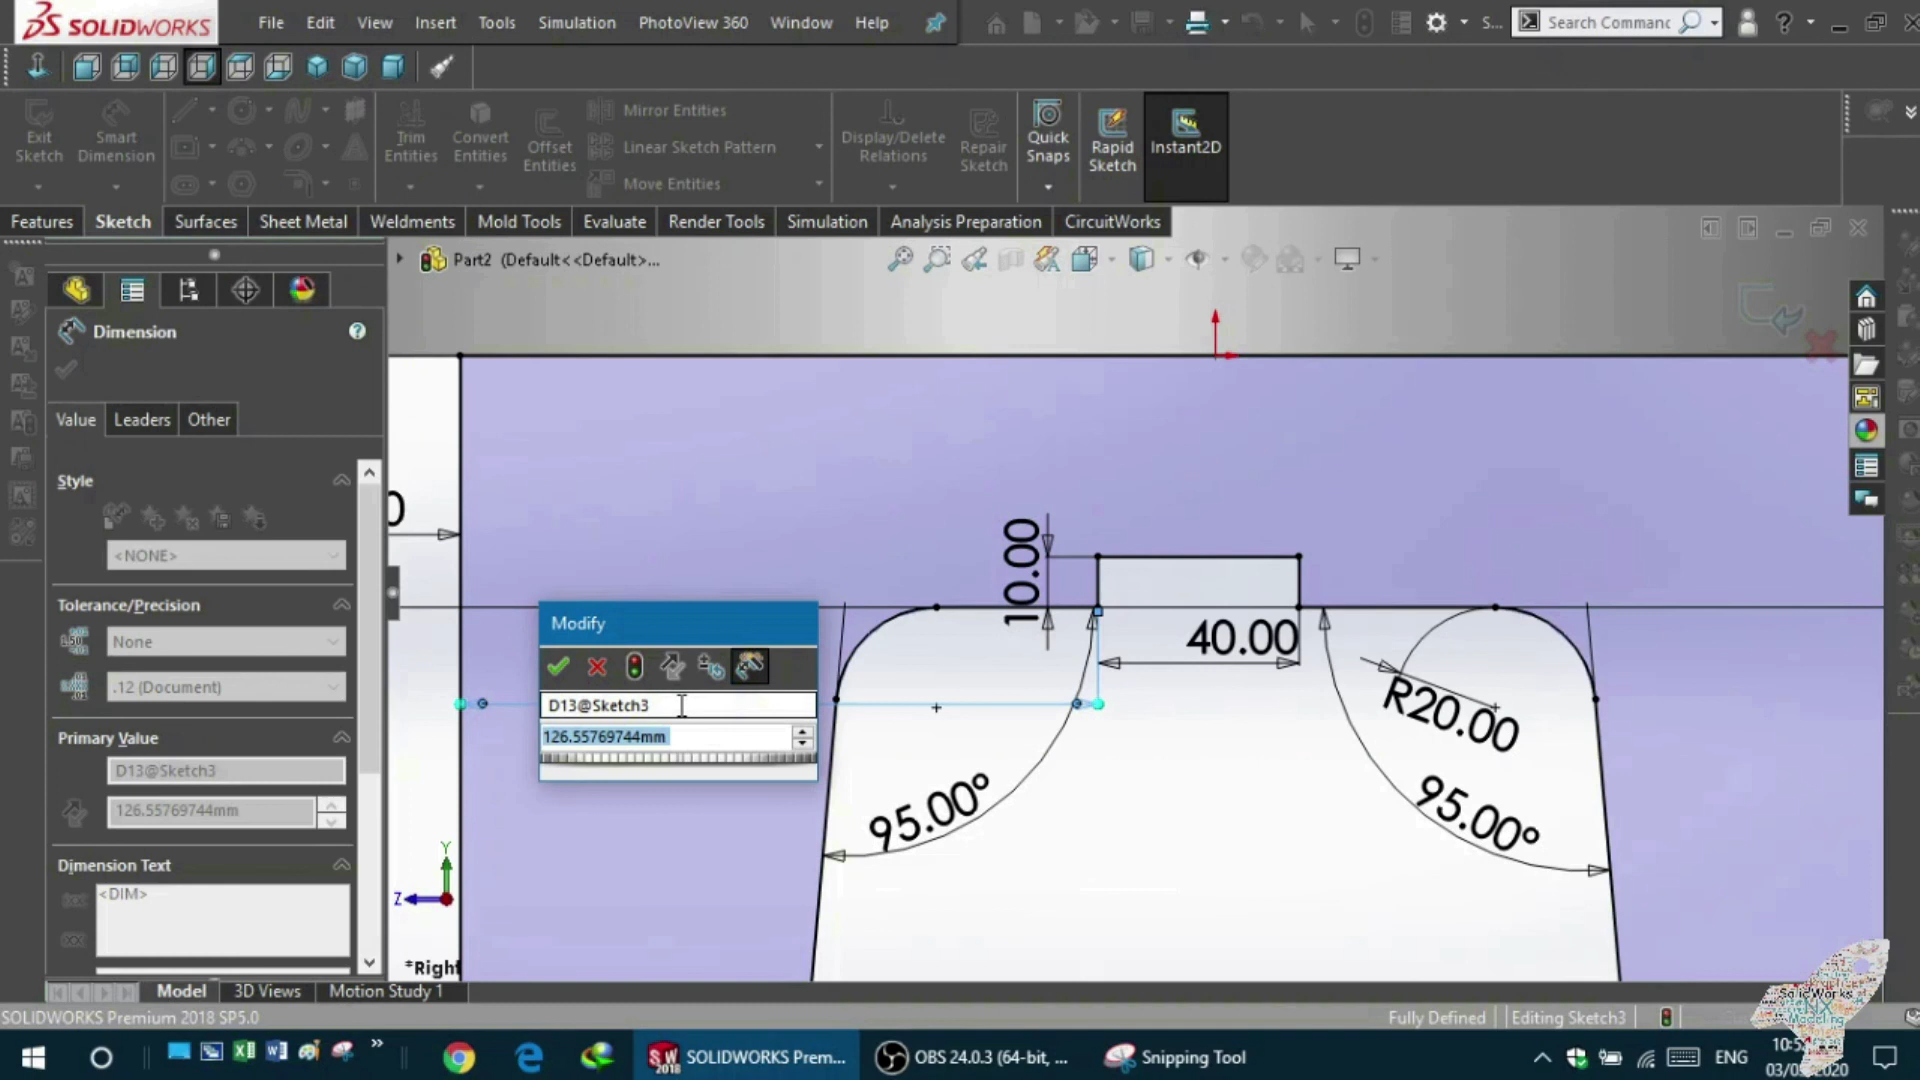 SOLIDWORKS File Edit View Insert Tools Simulation PhotoView 360 Window Help S... Search Commanc ?
Exit Sketch
Smart Dimension
Trim Entities
Convert Entities
Offset Entities
Mirror Entities
Linear Sketch Pattern
Move Entities
Display/Delete Relations
Repair Sketch
Quick Snaps
Rapid Sketch
Instant2D
Features Sketch Surfaces Sheet Metal Weldments Mold Tools Evaluate Render Tools Simulation Analysis Preparation CircuitWorks
Part2 (Default<<Default>...
Dimension ?
Value Leaders Other
Style
<NONE>
Tolerance/Precision
None
.12 (Document)
Primary Value
D13@Sketch3
126.55769744mm
Dimension Text
<DIM>
Modify
D13@Sketch3
126.55769744mm
0
10.00
40.00
R20.00
95.00°
95.00°
Y
Z
*Right
Model 3D Views Motion Study 1
SOLIDWORKS Premium 2018 SP5.0 Fully Defined Editing Sketch3
SolidWorks
NX
Modeling
SOLIDWORKS Prem... OBS 24.0.3 (64-bit, ... Snipping Tool ENG